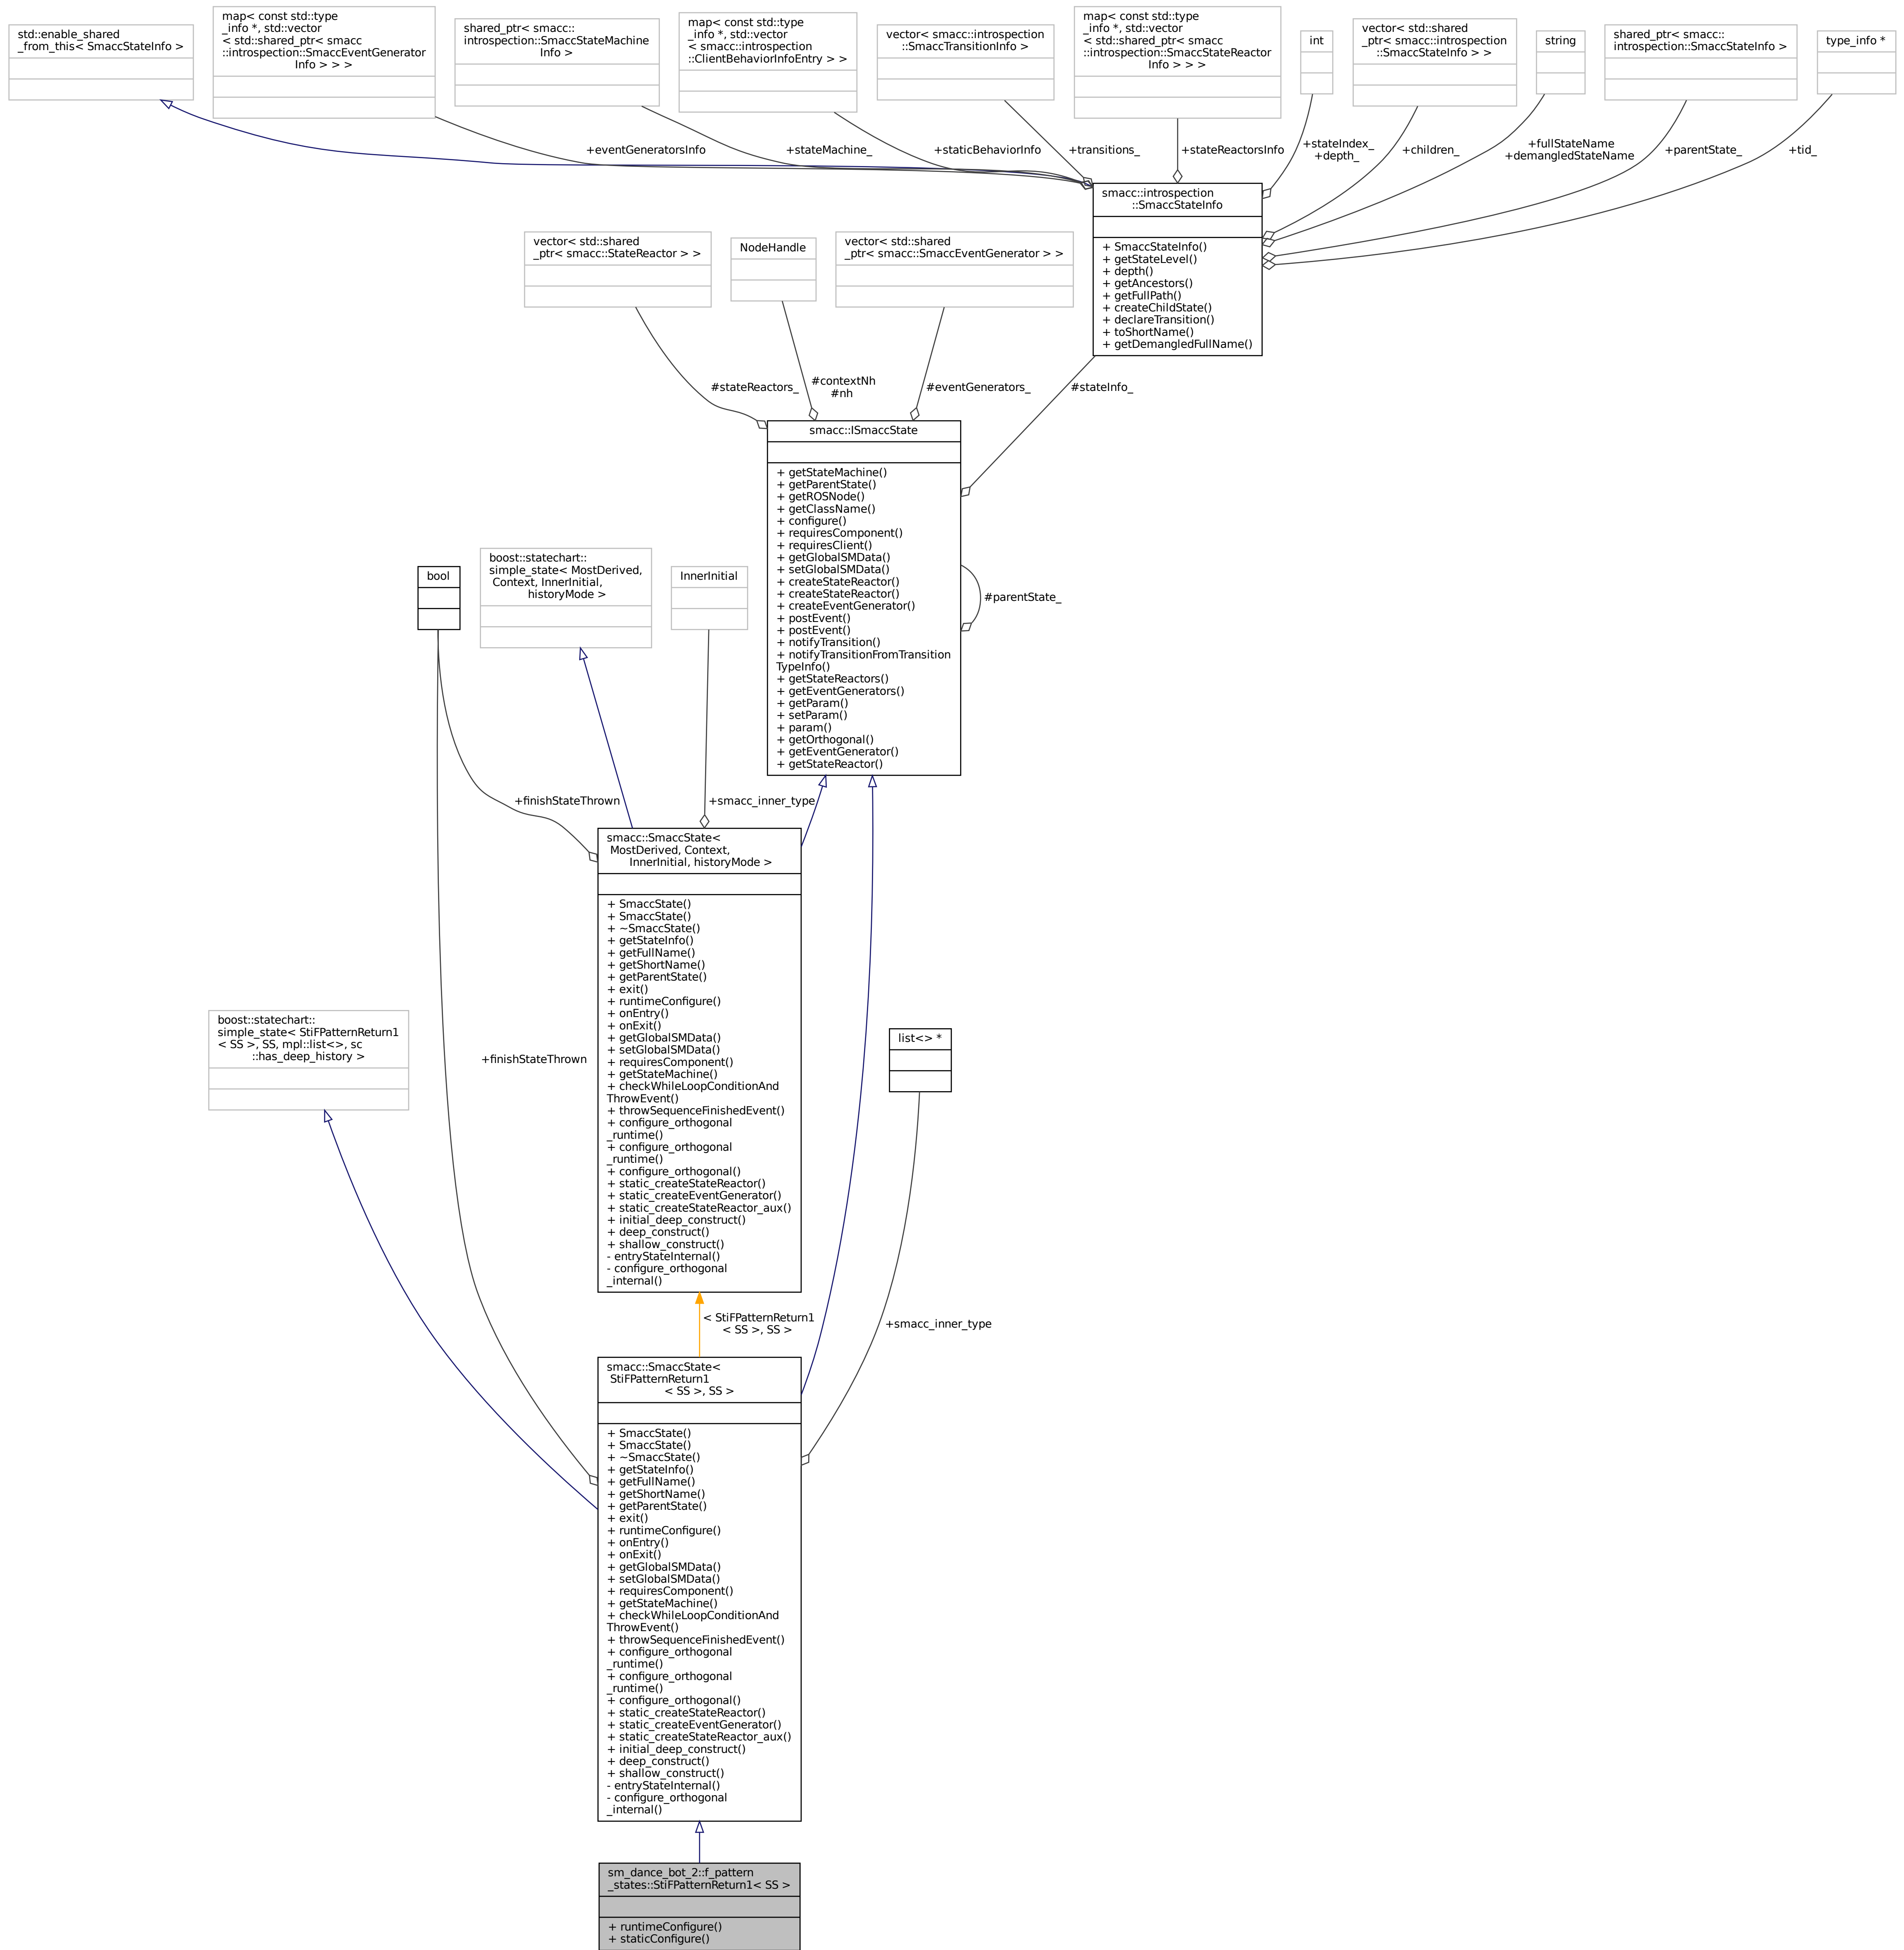 std::enable_shared
_from_this< SmaccStateInfo >
map< const std::type
_info *, std::vector
< std::shared_ptr< smacc
::introspection::SmaccEventGenerator
Info > > >
shared_ptr< smacc::
introspection::SmaccStateMachine
Info >
map< const std::type
_info *, std::vector
< smacc::introspection
::ClientBehaviorInfoEntry > >
vector< smacc::introspection
::SmaccTransitionInfo >
map< const std::type
_info *, std::vector
< std::shared_ptr< smacc
::introspection::SmaccStateReactor
Info > > >
int
vector< std::shared
_ptr< smacc::introspection
::SmaccStateInfo > >
string
shared_ptr< smacc::
introspection::SmaccStateInfo >
type_info *
+eventGeneratorsInfo
+stateMachine_
+staticBehaviorInfo
+transitions_
+stateReactorsInfo
+stateIndex_
+depth_
+children_
+fullStateName
+demangledStateName
+parentState_
+tid_
smacc::introspection
::SmaccStateInfo
+ SmaccStateInfo()
+ getStateLevel()
+ depth()
+ getAncestors()
+ getFullPath()
+ createChildState()
+ declareTransition()
+ toShortName()
+ getDemangledFullName()
vector< std::shared
_ptr< smacc::StateReactor > >
NodeHandle
vector< std::shared
_ptr< smacc::SmaccEventGenerator > >
#stateReactors_
#contextNh
#nh
#eventGenerators_
#stateInfo_
smacc::ISmaccState
+ getStateMachine()
+ getParentState()
+ getROSNode()
+ getClassName()
+ configure()
+ requiresComponent()
+ requiresClient()
+ getGlobalSMData()
+ setGlobalSMData()
+ createStateReactor()
+ createStateReactor()
+ createEventGenerator()
+ postEvent()
+ postEvent()
+ notifyTransition()
+ notifyTransitionFromTransition
TypeInfo()
+ getStateReactors()
+ getEventGenerators()
+ getParam()
+ setParam()
+ param()
+ getOrthogonal()
+ getEventGenerator()
+ getStateReactor()
#parentState_
bool
boost::statechart::
simple_state< MostDerived,
Context, InnerInitial,
historyMode >
InnerInitial
+finishStateThrown
+smacc_inner_type
smacc::SmaccState<
MostDerived, Context,
InnerInitial, historyMode >
+ SmaccState()
+ SmaccState()
+ ~SmaccState()
+ getStateInfo()
+ getFullName()
+ getShortName()
+ getParentState()
+ exit()
+ runtimeConfigure()
+ onEntry()
+ onExit()
+ getGlobalSMData()
+ setGlobalSMData()
+ requiresComponent()
+ getStateMachine()
+ checkWhileLoopConditionAnd
ThrowEvent()
+ throwSequenceFinishedEvent()
+ configure_orthogonal
_runtime()
+ configure_orthogonal
_runtime()
+ configure_orthogonal()
+ static_createStateReactor()
+ static_createEventGenerator()
+ static_createStateReactor_aux()
+ initial_deep_construct()
+ deep_construct()
+ shallow_construct()
- entryStateInternal()
- configure_orthogonal
_internal()
boost::statechart::
simple_state< StiFPatternReturn1
< SS >, SS, mpl::list<>, sc
::has_deep_history >
+finishStateThrown
list<> *
< StiFPatternReturn1
< SS >, SS >
+smacc_inner_type
smacc::SmaccState<
StiFPatternReturn1
< SS >, SS >
+ SmaccState()
+ SmaccState()
+ ~SmaccState()
+ getStateInfo()
+ getFullName()
+ getShortName()
+ getParentState()
+ exit()
+ runtimeConfigure()
+ onEntry()
+ onExit()
+ getGlobalSMData()
+ setGlobalSMData()
+ requiresComponent()
+ getStateMachine()
+ checkWhileLoopConditionAnd
ThrowEvent()
+ throwSequenceFinishedEvent()
+ configure_orthogonal
_runtime()
+ configure_orthogonal
_runtime()
+ configure_orthogonal()
+ static_createStateReactor()
+ static_createEventGenerator()
+ static_createStateReactor_aux()
+ initial_deep_construct()
+ deep_construct()
+ shallow_construct()
- entryStateInternal()
- configure_orthogonal
_internal()
sm_dance_bot_2::f_pattern
_states::StiFPatternReturn1< SS >
+ runtimeConfigure()
+ staticConfigure()